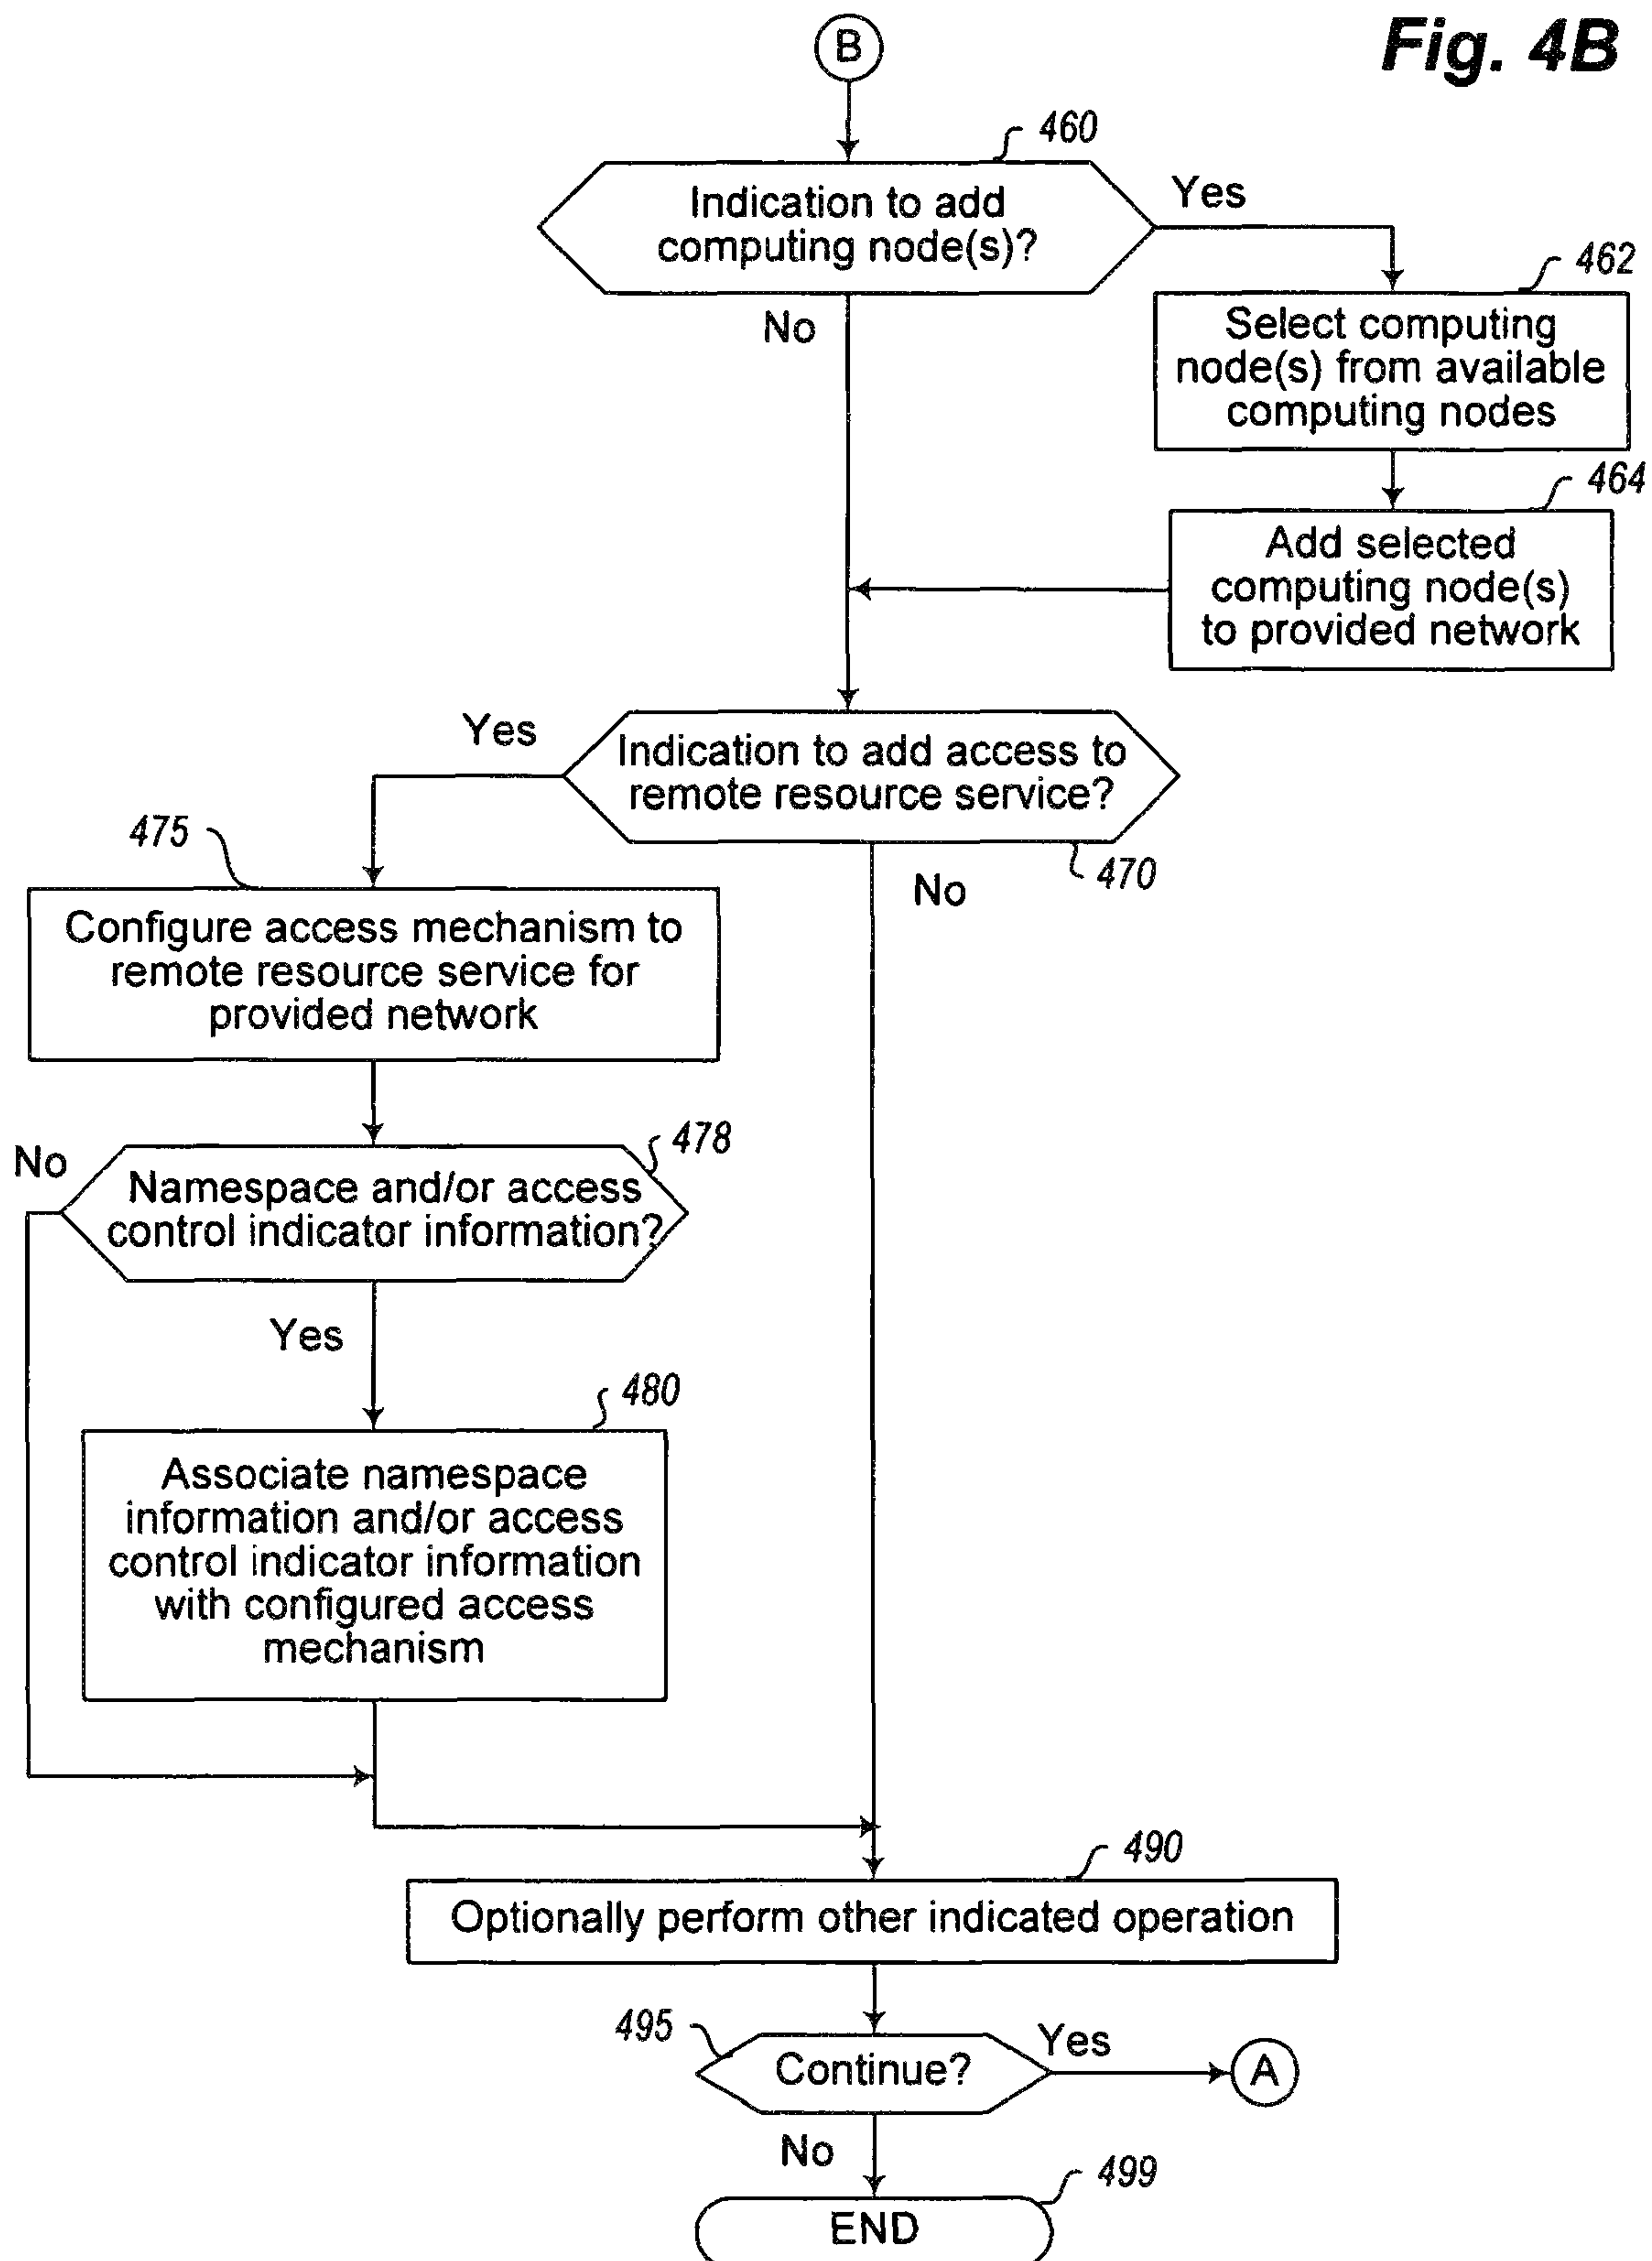 Fig. 4B
B
460
Indication to add
computing node(s)?
Yes
No
462
Select computing
node(s) from available
computing nodes
464
Add selected
computing node(s)
to provided network
Yes
Indication to add access to
remote resource service?
470
No
475
Configure access mechanism to
remote resource service for
provided network
478
No
Namespace and/or access
control indicator information?
Yes
480
Associate namespace
information and/or access
control indicator information
with configured access
mechanism
490
Optionally perform other indicated operation
495
Continue?
Yes
A
No
499
END